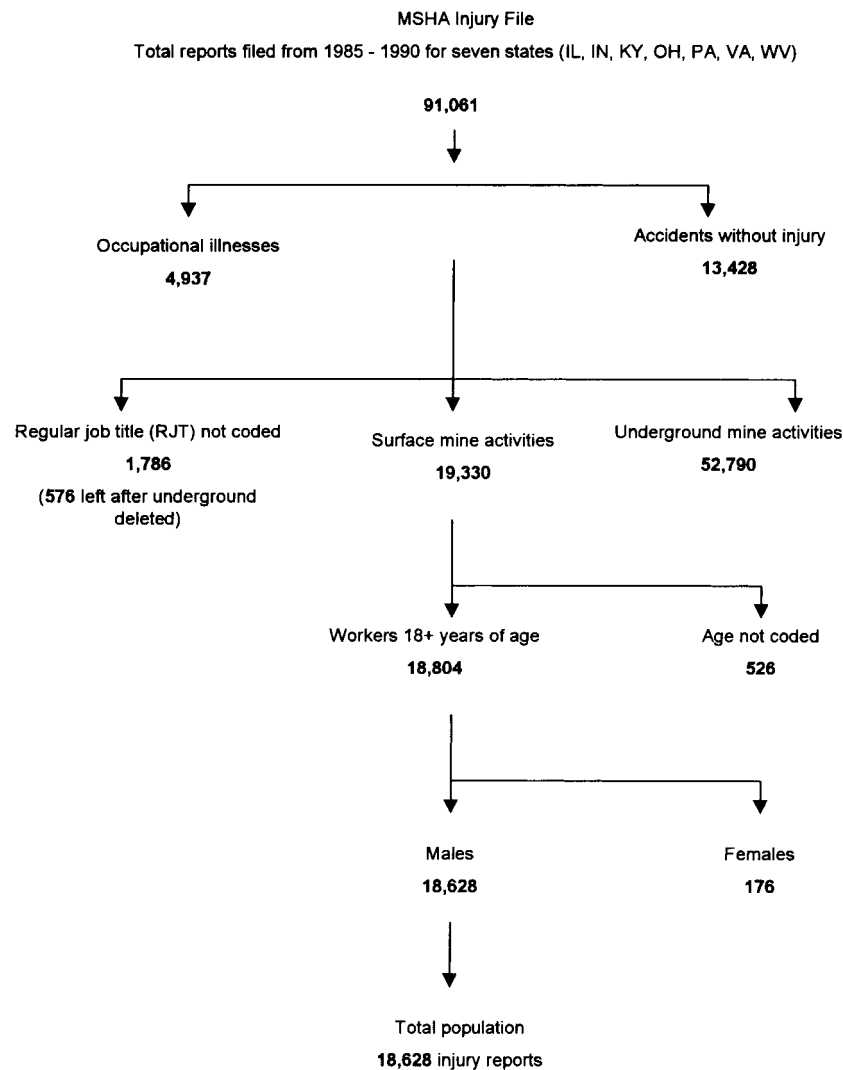 MSHA Injury File
Total reports filed from 1985 - 1990 for seven states (IL, IN, KY, OH, PA, VA, WV)
91,061
Occupational illnesses
4,937
Accidents without injury
13,428
Regular job title (RJT) not coded
1,786
(576 left after underground
deleted)
Surface mine activities
19,330
Underground mine activities
52,790
Workers 18+ years of age
18,804
Age not coded
526
Males
18,628
Females
176
Total population
18,628 injury reports